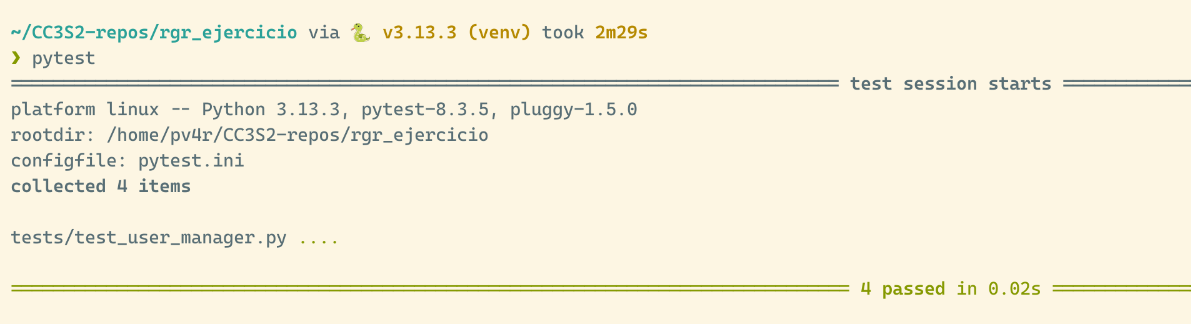 ~/CC3S2-repos/rgr_ejercicio via 🐍 v3.13.3 (venv) took 2m29s
❯ pytest
═══════════════ test session starts ═══════════════
platform linux -- Python 3.13.3, pytest-8.3.5, pluggy-1.5.0
rootdir: /home/pv4r/CC3S2-repos/rgr_ejercicio
configfile: pytest.ini
collected 4 items
tests/test_user_manager.py ....
═══════════════ 4 passed in 0.02s ═══════════════